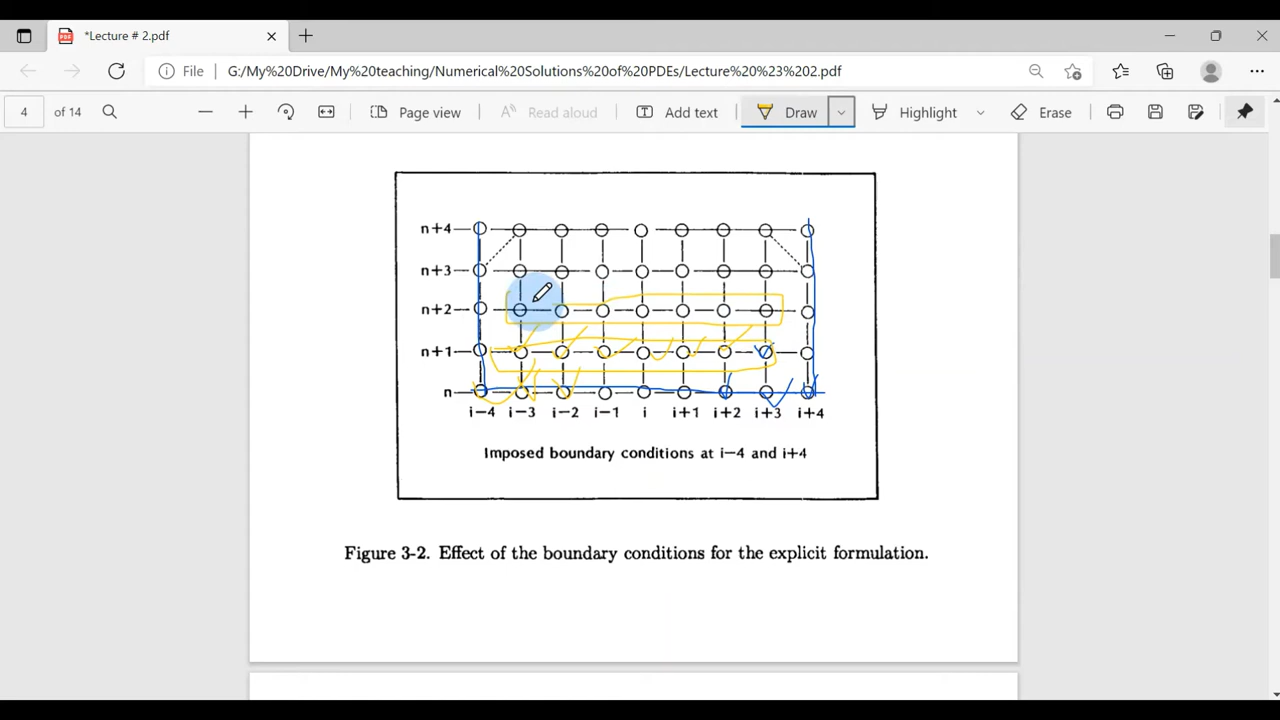 *Lecture # 2.pdf
File G:/My%20Drive/My%20teaching/Numerical%20Solutions%20of%20PDEs/Lecture%20%23%202.pdf
4 of 14 Page view Read aloud Add text Draw Highlight Erase
n+4
n+3
n+2
n+1
n
i−4 i−3 i−2 i−1 i i+1 i+2 i+3 i+4
Imposed boundary conditions at i−4 and i+4
Figure 3-2. Effect of the boundary conditions for the explicit formulation.